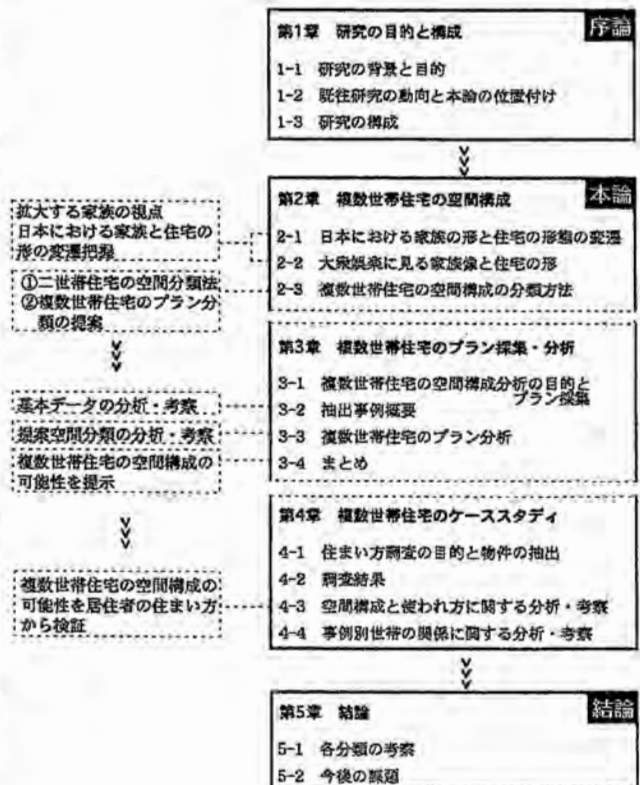 第1章 研究の目的と構成
序論
1-1 研究の背景と目的
1-2 既往研究の動向と本論の位置付け
1-3 研究の構成
第2章 複数世帯住宅の空間構成
本論
2-1 日本における家族の形と住宅の形態の変遷
2-2 大衆娯楽に見る家族像と住宅の形
2-3 複数世帯住宅の空間構成の分類方法
拡大する家族の視点
日本における家族と住宅の
形の変遷把握
①二世帯住宅の空間分類法
②複数世帯住宅のプラン分
類の提案
第3章 複数世帯住宅のプラン採集・分析
3-1 複数世帯住宅の空間構成分析の目的と
プラン採集
3-2 抽出事例概要
3-3 複数世帯住宅のプラン分析
3-4 まとめ
基本データの分析・考察
提案空間分類の分析・考察
複数世帯住宅の空間構成の
可能性を提示
第4章 複数世帯住宅のケーススタディ
4-1 住まい方調査の目的と物件の抽出
4-2 調査結果
4-3 空間構成と使われ方に関する分析・考察
4-4 事例別世帯の関係に関する分析・考察
複数世帯住宅の空間構成の
可能性を居住者の住まい方
から検証
第5章 結論
結論
5-1 各分類の考察
5-2 今後の課題